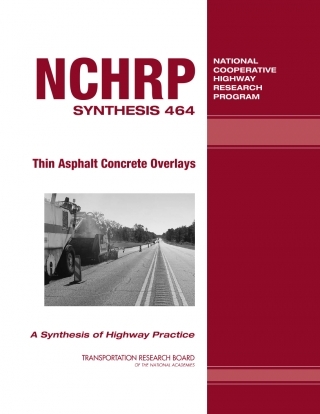 NCHRP
SYNTHESIS 464
NATIONAL
COOPERATIVE
HIGHWAY
RESEARCH
PROGRAM
Thin Asphalt Concrete Overlays
A Synthesis of Highway Practice
TRANSPORTATION RESEARCH BOARD
OF THE NATIONAL ACADEMIES